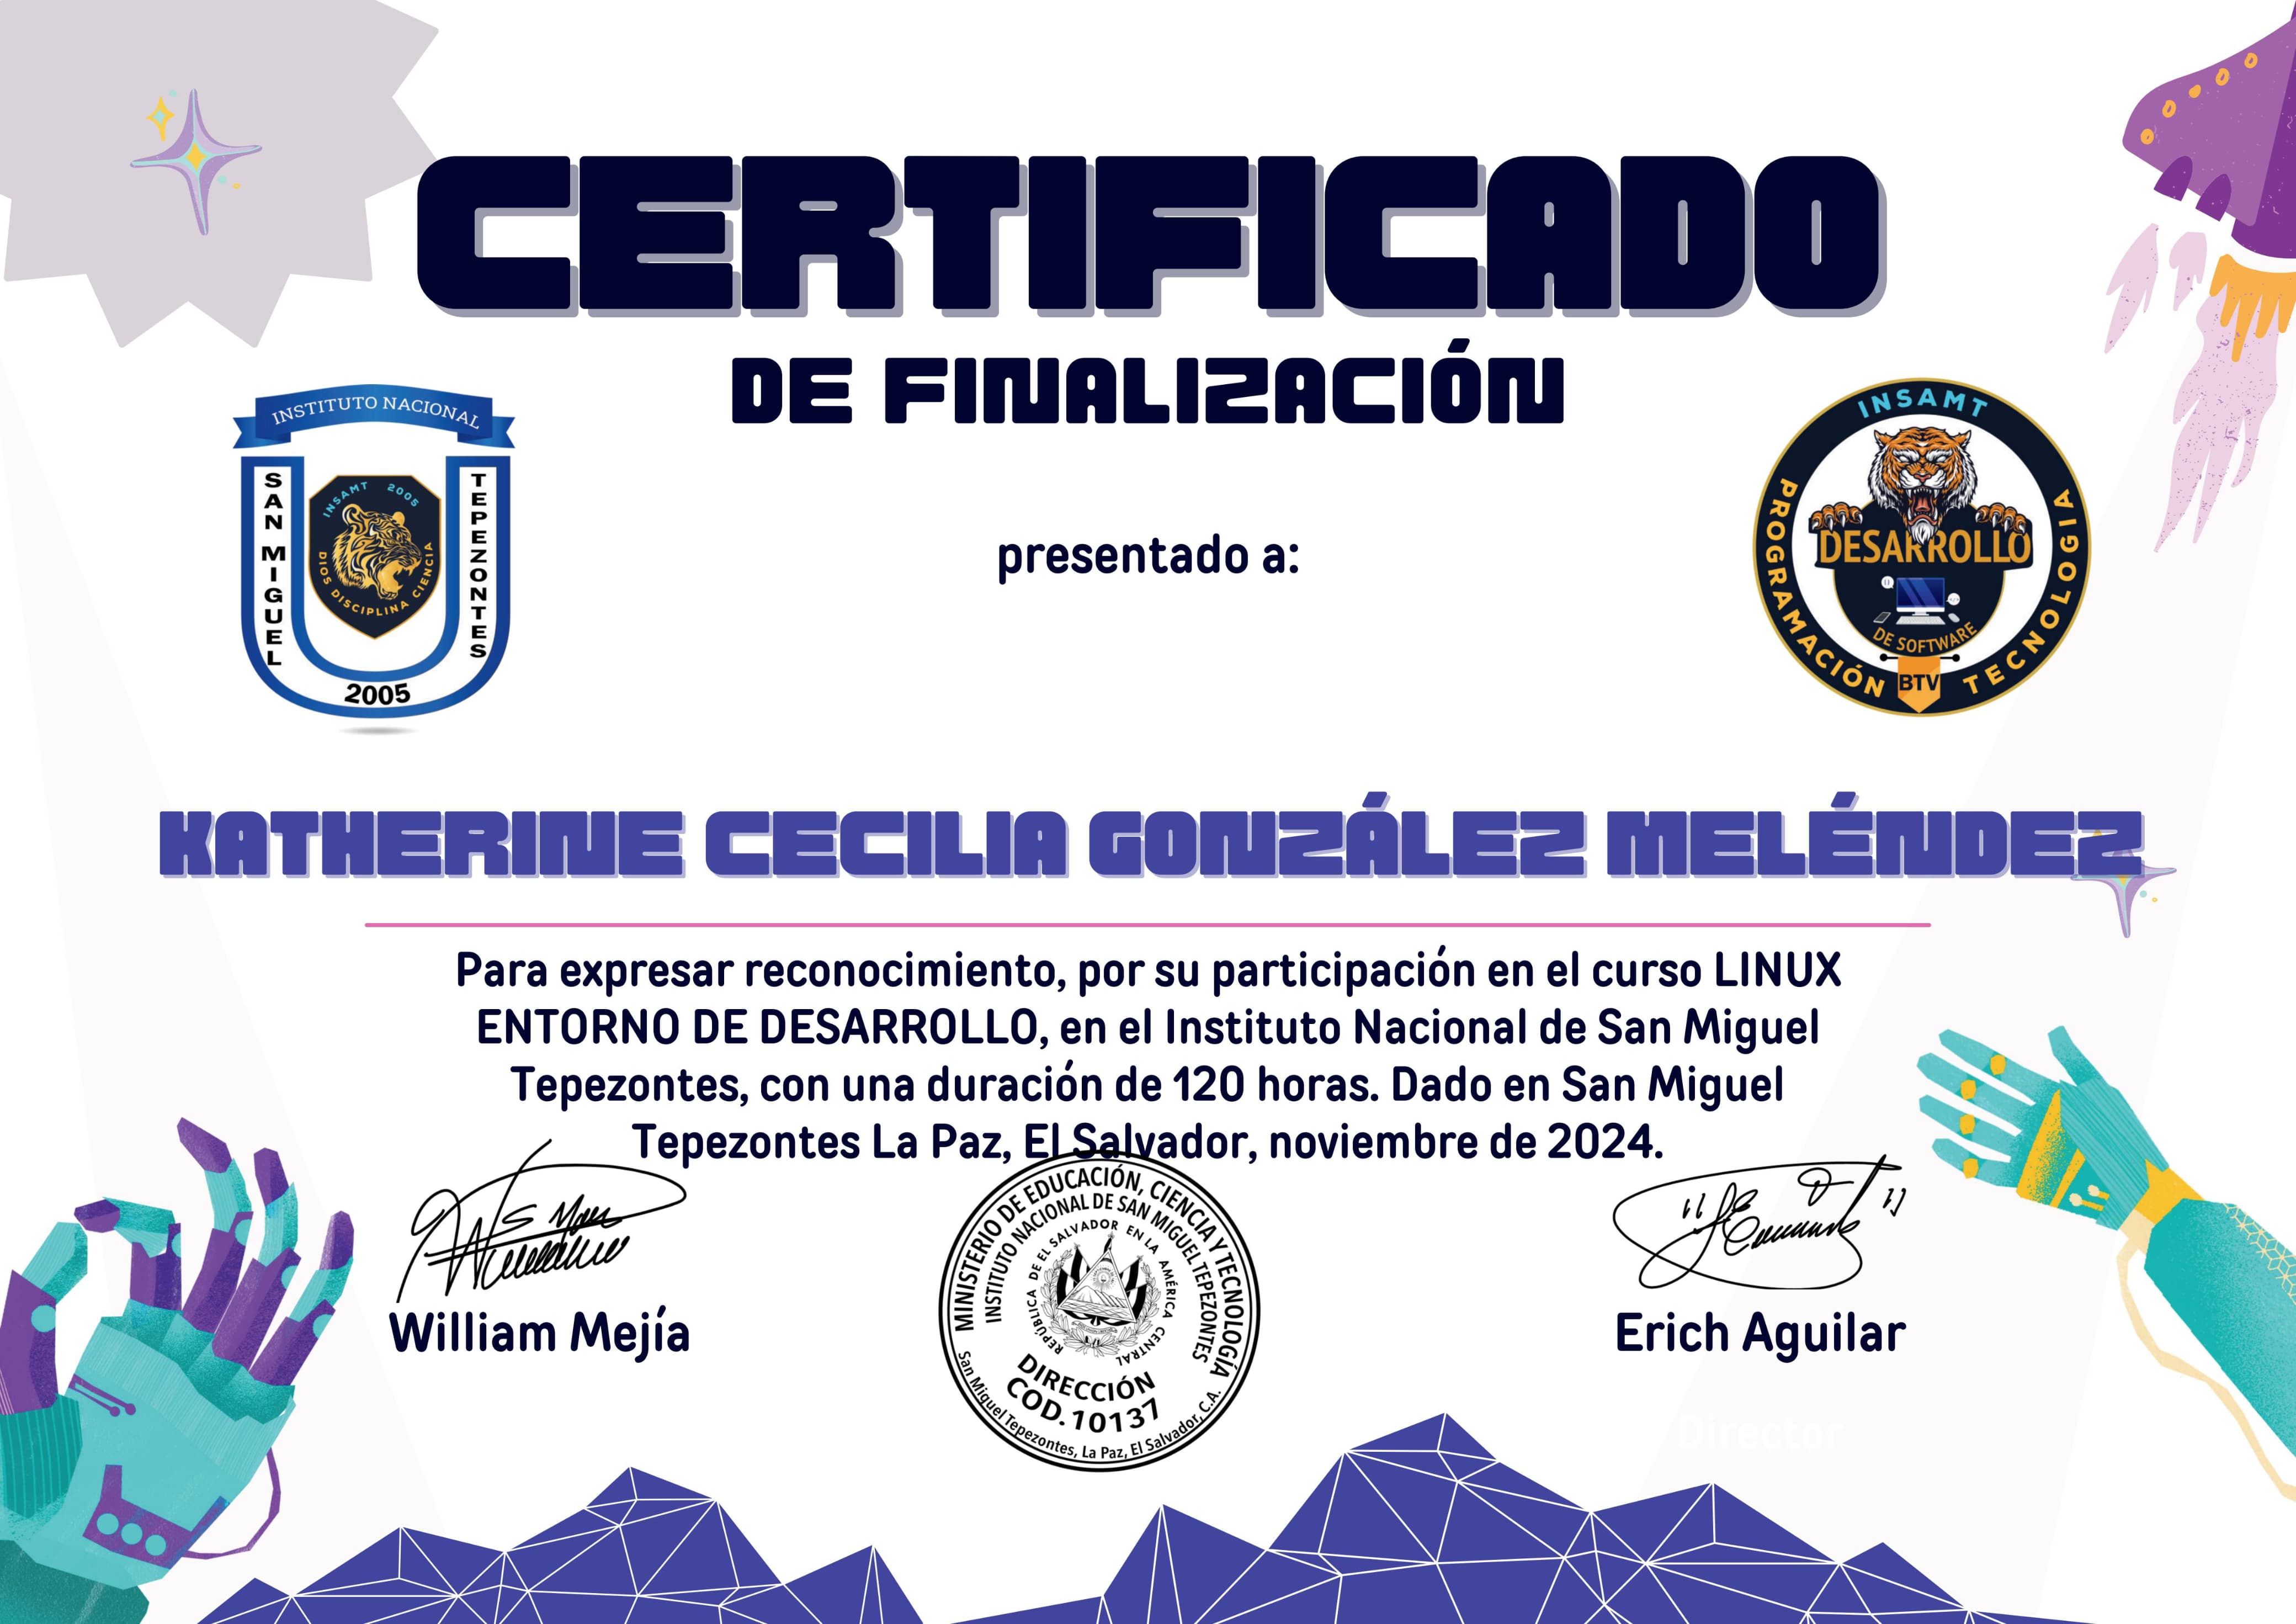 CERTIFICADO
DE FINALIZACIÓN
INSTITUTO NACIONAL
SAN MIGUEL
TEPEZONTES
INSAMT 2005
DIOS DISCIPLINA CIENCIA
2005
INSAMT
PROGRAMACIÓN
TECNOLOGIA
DESARROLLO
DE SOFTWARE
BTV
presentado a:
KATHERINE CECILIA GONZÁLEZ MELÉNDEZ
Para expresar reconocimiento, por su participación en el curso LINUX
ENTORNO DE DESARROLLO, en el Instituto Nacional de San Miguel
Tepezontes, con una duración de 120 horas. Dado en San Miguel
Tepezontes La Paz, El Salvador, noviembre de 2024.
William Mejía
MINISTERIO DE EDUCACIÓN, CIENCIA Y TECNOLOGÍA
INSTITUTO NACIONAL DE SAN MIGUEL TEPEZONTES
REPÚBLICA DE EL SALVADOR EN LA AMÉRICA CENTRAL
DIRECCIÓN
COD. 10137
San Miguel Tepezontes, La Paz, El Salvador, C.A.
Erich Aguilar
Director